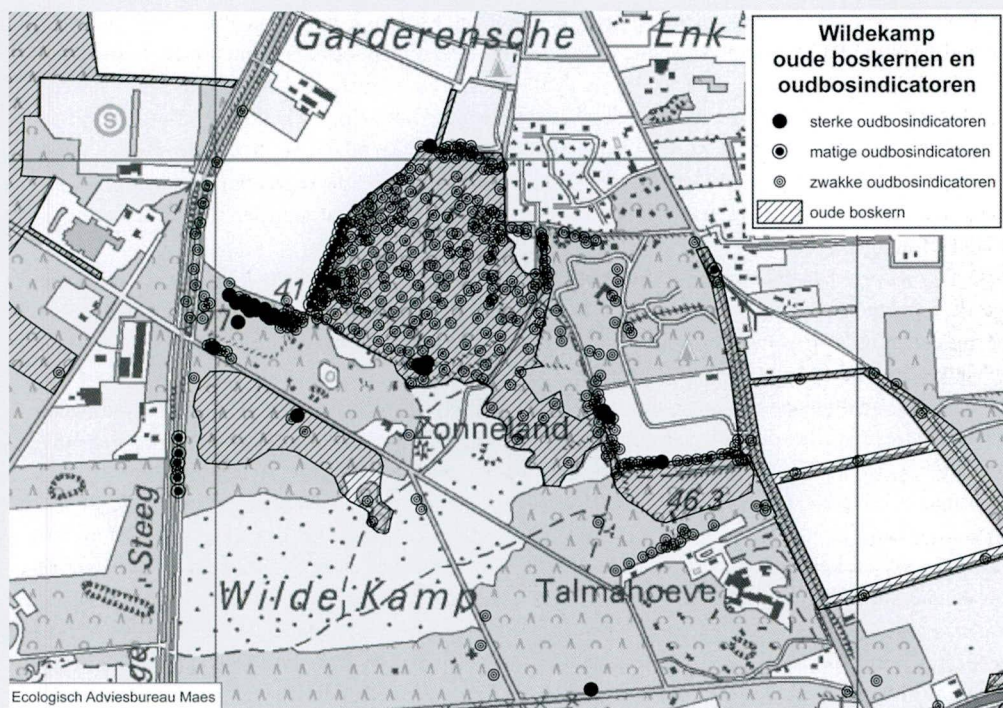 Garderensche Enk
Wildekamp
oude boskernen en
oudbosindicatoren
sterke oudbosindicatoren
matige oudbosindicatoren
zwakke oudbosindicatoren
oude boskern
S
41
Zonneland
46.3
Steeg
Wilde Kamp
Talmahoeve
Ecologisch Adviesbureau Maes